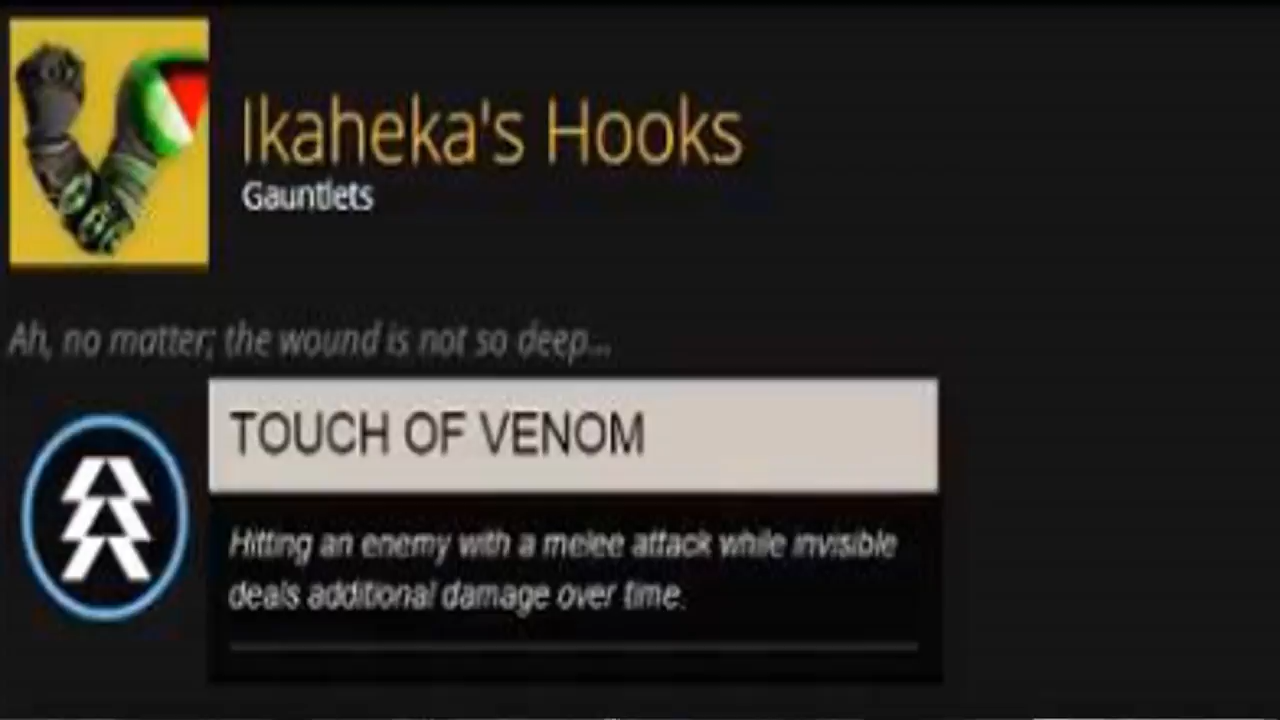 Ikaheka's Hooks
Gauntlets
Ah, no matter; the wound is not so deep...
TOUCH OF VENOM
Hitting an enemy with a melee attack while invisible
deals additional damage over time.